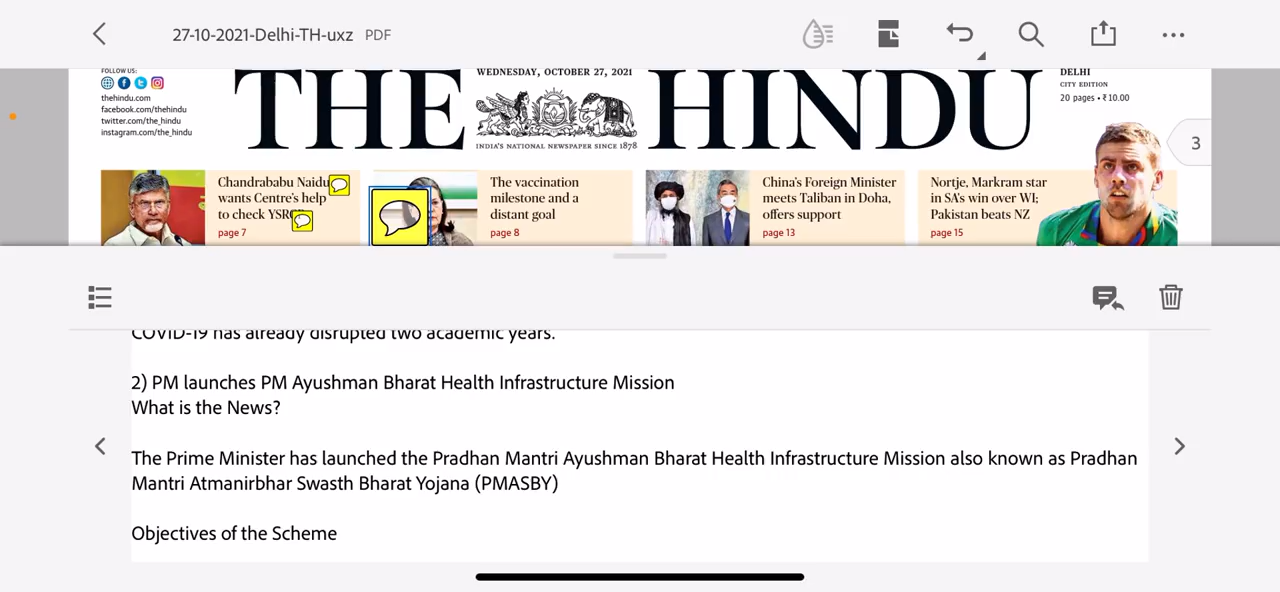 27-10-2021-Delhi-TH-uxz PDF
FOLLOW US:
thehindu.com
facebook.com/thehindu
twitter.com/the_hindu
instagram.com/the_hindu
THE HINDU
WEDNESDAY, OCTOBER 27, 2021
INDIA'S NATIONAL NEWSPAPER SINCE 1878
DELHI
CITY EDITION
20 pages • ₹10.00
3
Chandrababu Naidu
wants Centre's help
to check
page 7
The vaccination
milestone and a
distant goal
page 8
China's Foreign Minister
meets Taliban in Doha,
offers support
page 13
Nortje, Markram star
in SA's win over WI;
Pakistan beats NZ
page 15
COVID-19 has already disrupted two academic years.
2) PM launches PM Ayushman Bharat Health Infrastructure Mission
What is the News?
The Prime Minister has launched the Pradhan Mantri Ayushman Bharat Health Infrastructure Mission also known as Pradhan
Mantri Atmanirbhar Swasth Bharat Yojana (PMASBY)
Objectives of the Scheme